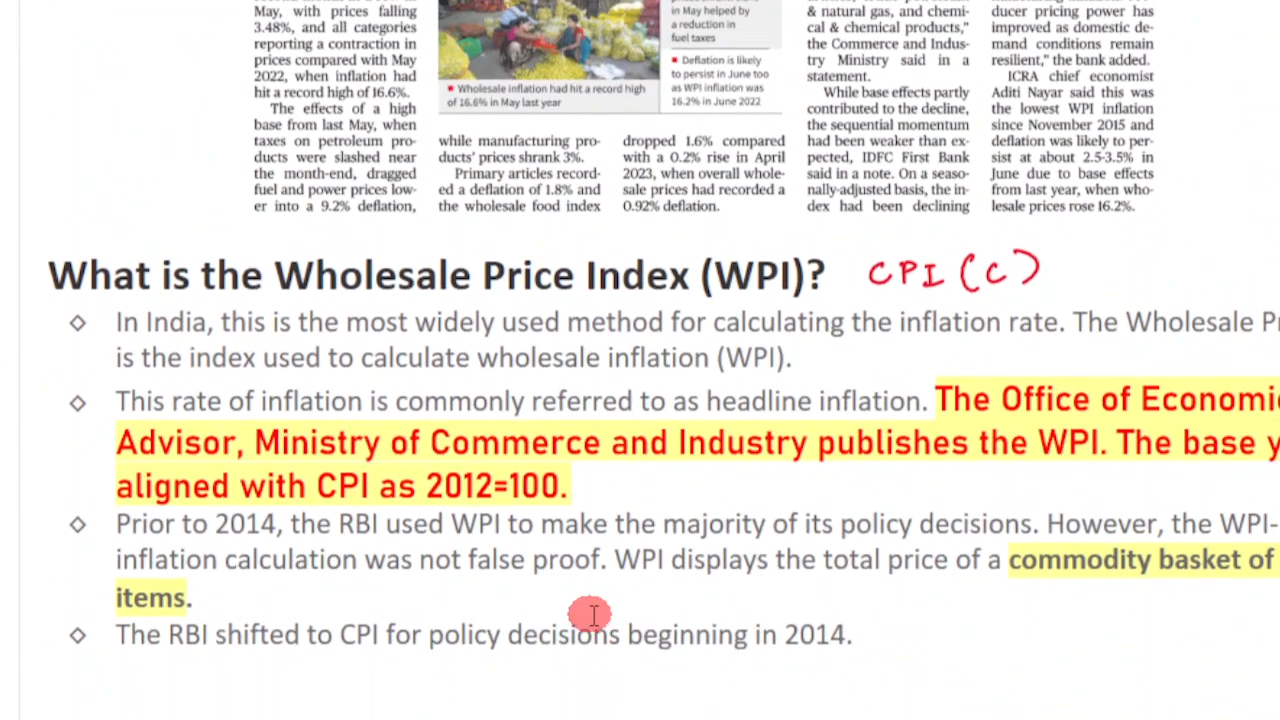 May, with prices falling
3.48%, and all categories
reporting a contraction in
prices compared with May
2022, when inflation had
hit a record high of 16.6%.
The effects of a high
base from last May, when
taxes on petroleum pro-
ducts were slashed near
the month-end, dragged
fuel and power prices low-
er into a 9.2% deflation,
▪ Wholesale inflation had hit a record high
of 16.6% in May last year
in May helped by
a reduction in
fuel taxes
▪ Deflation is likely
to persist in June too
as WPI inflation was
16.2% in June 2022
while manufacturing pro-
ducts' prices shrank 3%.
Primary articles record-
ed a deflation of 1.8% and
the wholesale food index
dropped 1.6% compared
with a 0.2% rise in April
2023, when overall whole-
sale prices had recorded a
0.92% deflation.
& natural gas, and chemi-
cal & chemical products,"
the Commerce and Indus-
try Ministry said in a
statement.
While base effects partly
contributed to the decline,
the sequential momentum
had been weaker than ex-
pected, IDFC First Bank
said in a note. On a seaso-
nally-adjusted basis, the in-
dex had been declining
ducer pricing power has
improved as domestic de-
mand conditions remain
resilient," the bank added.
ICRA chief economist
Aditi Nayar said this was
the lowest WPI inflation
since November 2015 and
deflation was likely to per-
sist at about 2.5-3.5% in
June due to base effects
from last year, when who-
lesale prices rose 16.2%.
What is the Wholesale Price Index (WPI)? CPI (C)
◇ In India, this is the most widely used method for calculating the inflation rate. The Wholesale P
is the index used to calculate wholesale inflation (WPI).
◇ This rate of inflation is commonly referred to as headline inflation. The Office of Economi
Advisor, Ministry of Commerce and Industry publishes the WPI. The base y
aligned with CPI as 2012=100.
◇ Prior to 2014, the RBI used WPI to make the majority of its policy decisions. However, the WPI-
inflation calculation was not false proof. WPI displays the total price of a commodity basket of
items.
◇ The RBI shifted to CPI for policy decisions beginning in 2014.